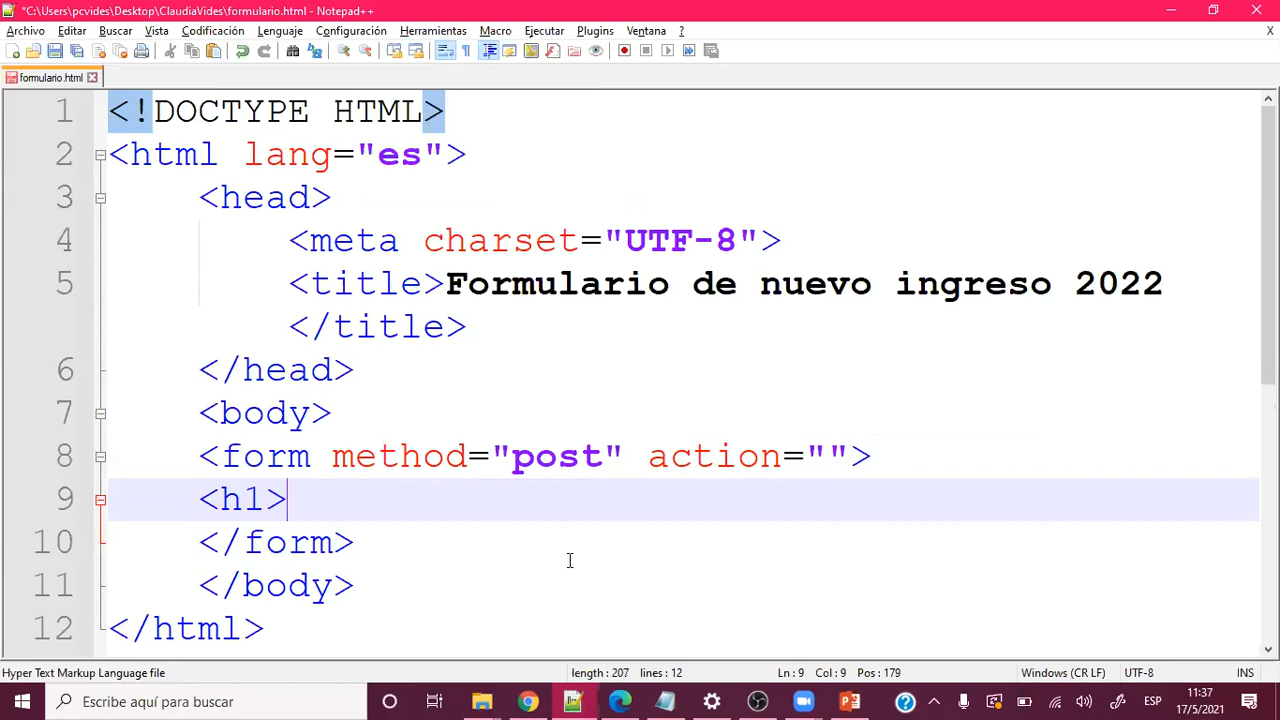 *C:\Users\pcvides\Desktop\ClaudiaVides\formulario.html - Notepad++
Archivo Editar Buscar Vista Codificación Lenguaje Configuración Herramientas Macro Ejecutar Plugins Ventana ? X
formulario.html
1 <!DOCTYPE HTML>
2 <html lang="es">
3 <head>
4 <meta charset="UTF-8">
5 <title>Formulario de nuevo ingreso 2022
</title>
6 </head>
7 <body>
8 <form method="post" action="">
9 <h1>
10 </form>
11 </body>
12 </html>
Hyper Text Markup Language file length : 207 lines : 12 Ln : 9 Col : 9 Pos : 179 Windows (CR LF) UTF-8 INS
Escribe aquí para buscar ESP 11:37
17/5/2021